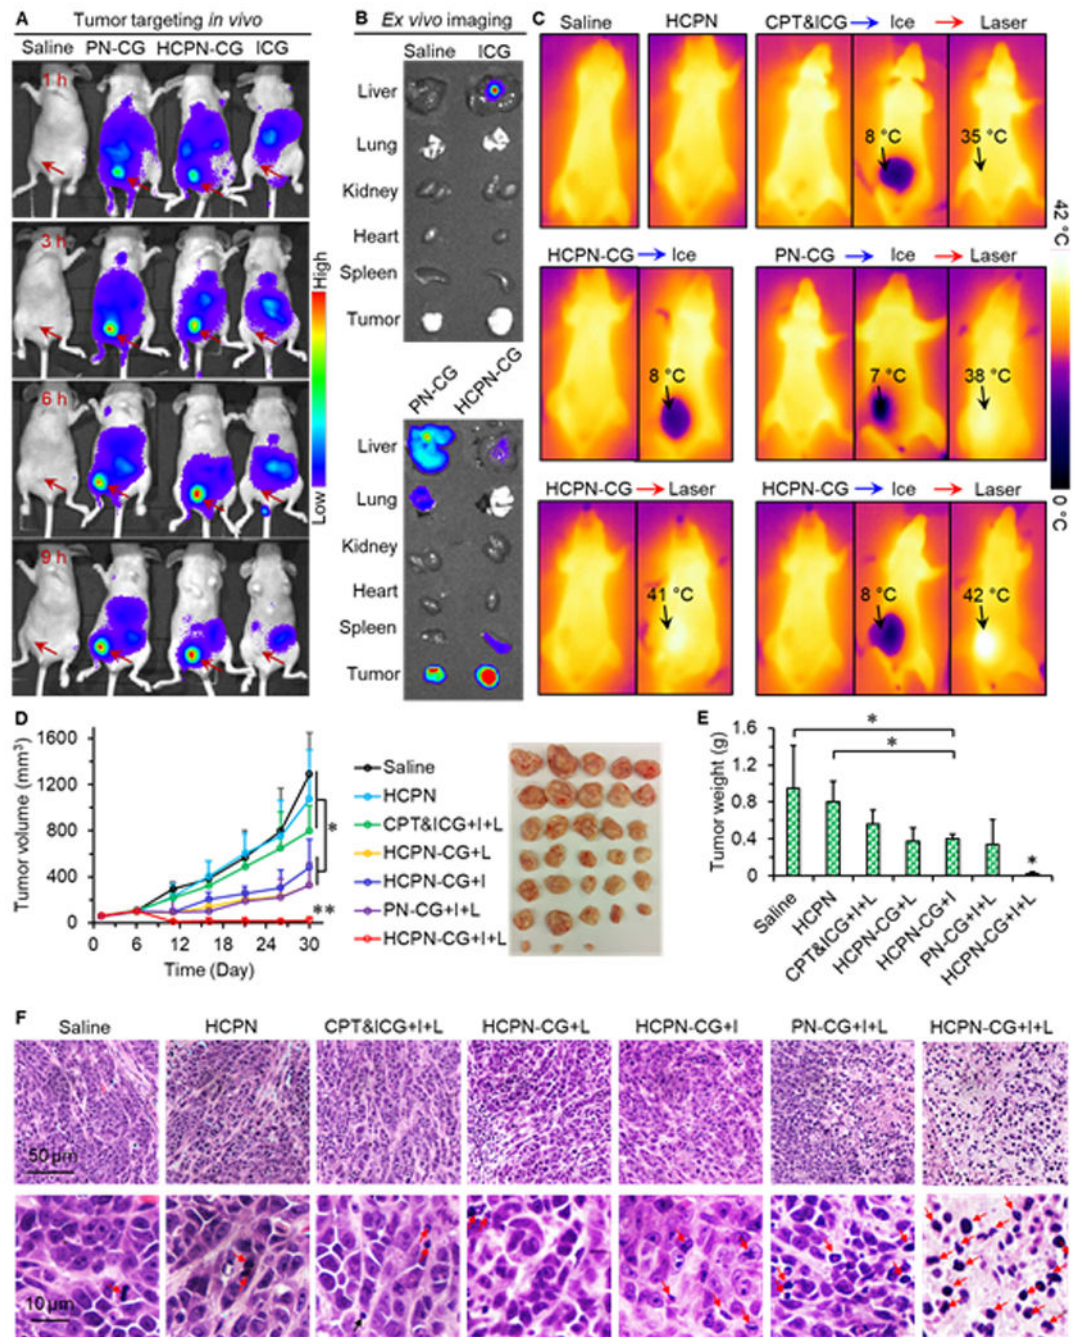 A
Tumor targeting in vivo
Saline PN-CG HCPN-CG ICG
1 h
3 h
6 h
9 h
High
Low
B
Ex vivo imaging
Saline ICG
Liver
Lung
Kidney
Heart
Spleen
Tumor
PN-CG HCPN-CG
Liver
Lung
Kidney
Heart
Spleen
Tumor
C
Saline HCPN CPT&ICG → Ice → Laser
8 °C 35 °C
HCPN-CG → Ice PN-CG → Ice → Laser
8 °C 7 °C 38 °C
HCPN-CG → Laser HCPN-CG → Ice → Laser
41 °C 8 °C 42 °C
42 °C
0 °C
D
Tumor volume (mm³)
1600
1200
800
400
0
0 6 12 18 24 30
Time (Day)
*
**
Saline
HCPN
CPT&ICG+I+L
HCPN-CG+L
HCPN-CG+I
PN-CG+I+L
HCPN-CG+I+L
E
Tumor weight (g)
1.6
1.2
0.8
0.4
0
*
*
*
Saline
HCPN
CPT&ICG+I+L
HCPN-CG+L
HCPN-CG+I
PN-CG+I+L
HCPN-CG+I+L
F
Saline HCPN CPT&ICG+I+L HCPN-CG+L HCPN-CG+I PN-CG+I+L HCPN-CG+I+L
50 μm
10 μm